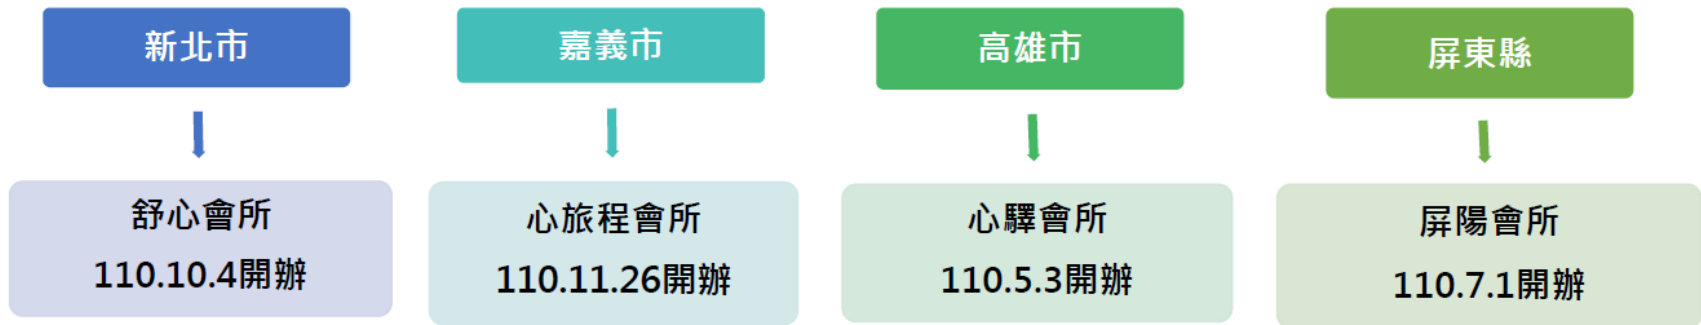 新北市
嘉義市
高雄市
屏東縣
舒心會所
110.10.4開辦
心旅程會所
110.11.26開辦
心驛會所
110.5.3開辦
屏陽會所
110.7.1開辦